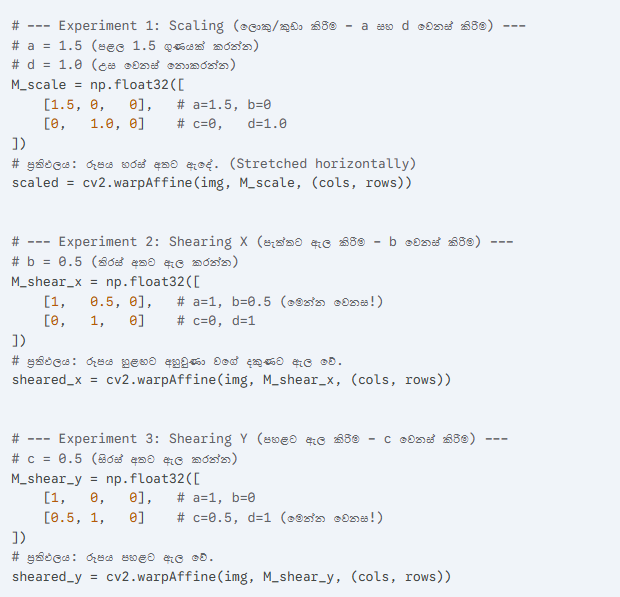 # --- Experiment 1: Scaling (ලොකු/කුඩා කිරීම - a සහ d වෙනස් කිරීම) ---
# a = 1.5 (පළල 1.5 ගුණයක් කරන්න)
# d = 1.0 (උස වෙනස් නොකරන්න)
M_scale = np.float32([
    [1.5, 0,   0],   # a=1.5, b=0
    [0,   1.0, 0]    # c=0,   d=1.0
])
# ප්‍රතිඵලය: රූපය හරස් අතට ඇදේ. (Stretched horizontally)
scaled = cv2.warpAffine(img, M_scale, (cols, rows))
# --- Experiment 2: Shearing X (පැත්තට ඇල කිරීම - b වෙනස් කිරීම) ---
# b = 0.5 (තිරස් අතට ඇල කරන්න)
M_shear_x = np.float32([
    [1,   0.5, 0],   # a=1, b=0.5 (මෙන්න වෙනස!)
    [0,   1,   0]    # c=0, d=1
])
# ප්‍රතිඵලය: රූපය හුළඟට අහුවුණා වගේ දකුණට ඇල වේ.
sheared_x = cv2.warpAffine(img, M_shear_x, (cols, rows))
# --- Experiment 3: Shearing Y (පහළට ඇල කිරීම - c වෙනස් කිරීම) ---
# c = 0.5 (සිරස් අතට ඇල කරන්න)
M_shear_y = np.float32([
    [1,   0,   0],   # a=1, b=0
    [0.5, 1,   0]    # c=0.5, d=1 (මෙන්න වෙනස!)
])
# ප්‍රතිඵලය: රූපය පහළට ඇල වේ.
sheared_y = cv2.warpAffine(img, M_shear_y, (cols, rows))